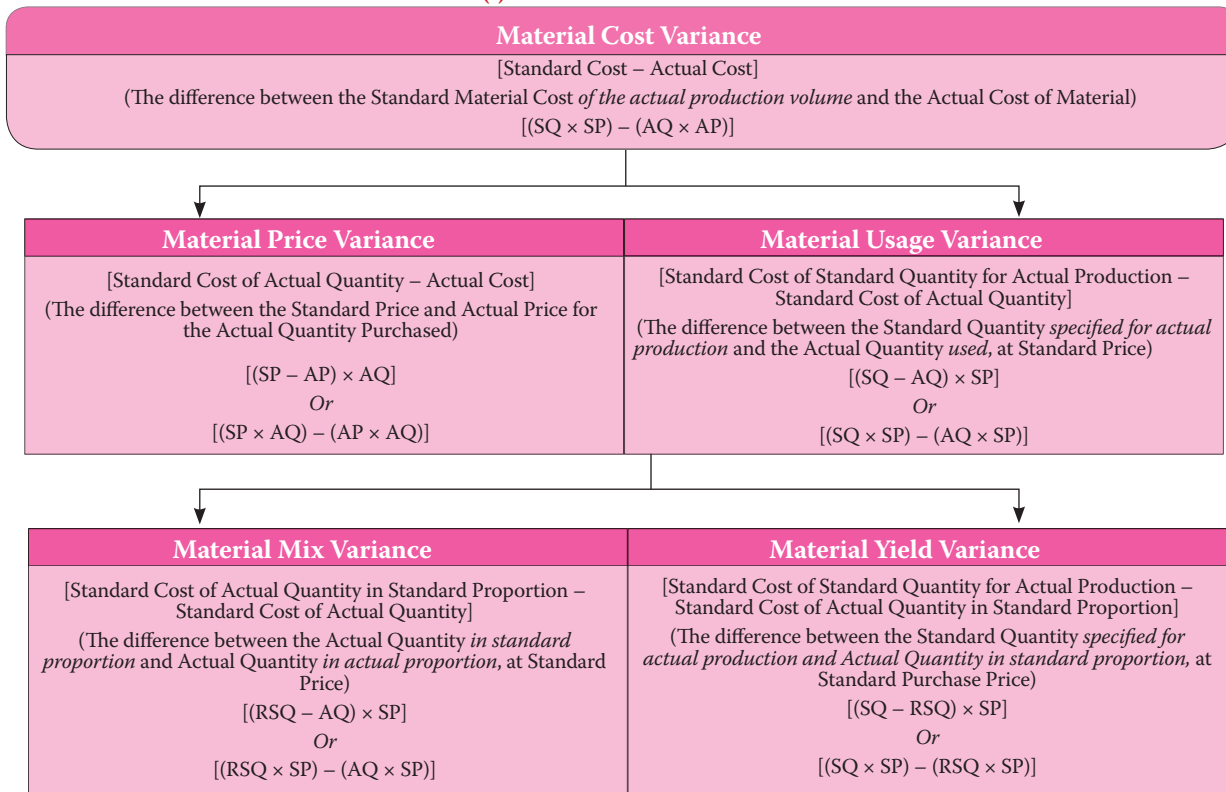 Material Cost Variance
[Standard Cost – Actual Cost]
(The difference between the Standard Material Cost of the actual production volume and the Actual Cost of Material)
[(SQ × SP) – (AQ × AP)]
Material Price Variance
[Standard Cost of Actual Quantity – Actual Cost]
(The difference between the Standard Price and Actual Price for
the Actual Quantity Purchased)
[(SP – AP) × AQ]
Or
[(SP × AQ) – (AP × AQ)]
Material Usage Variance
[Standard Cost of Standard Quantity for Actual Production –
Standard Cost of Actual Quantity]
(The difference between the Standard Quantity specified for actual
production and the Actual Quantity used, at Standard Price)
[(SQ – AQ) × SP]
Or
[(SQ × SP) – (AQ × SP)]
Material Mix Variance
[Standard Cost of Actual Quantity in Standard Proportion –
Standard Cost of Actual Quantity]
(The difference between the Actual Quantity in standard
proportion and Actual Quantity in actual proportion, at Standard
Price)
[(RSQ – AQ) × SP]
Or
[(RSQ × SP) – (AQ × SP)]
Material Yield Variance
[Standard Cost of Standard Quantity for Actual Production –
Standard Cost of Actual Quantity in Standard Proportion]
(The difference between the Standard Quantity specified for
actual production and Actual Quantity in standard proportion, at
Standard Purchase Price)
[(SQ – RSQ) × SP]
Or
[(SQ × SP) – (RSQ × SP)]